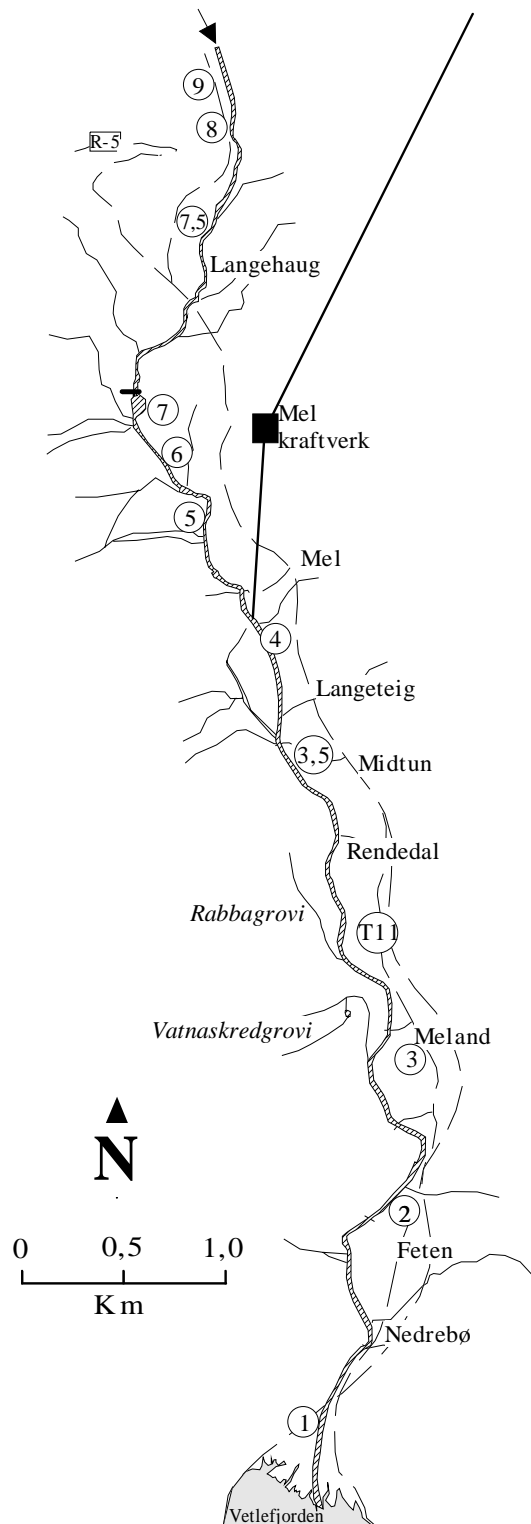 9
8
R-5
7,5
Langehaug
7
Mel
kraftverk
6
5
Mel
4
Langeteig
3,5
Midtun
Rendedal
Rabbagrovi
T11
Vatnaskredgrovi
Meland
3
N
2
0 0,5 1,0
Km
Feten
Nedrebø
1
Vetlefjorden